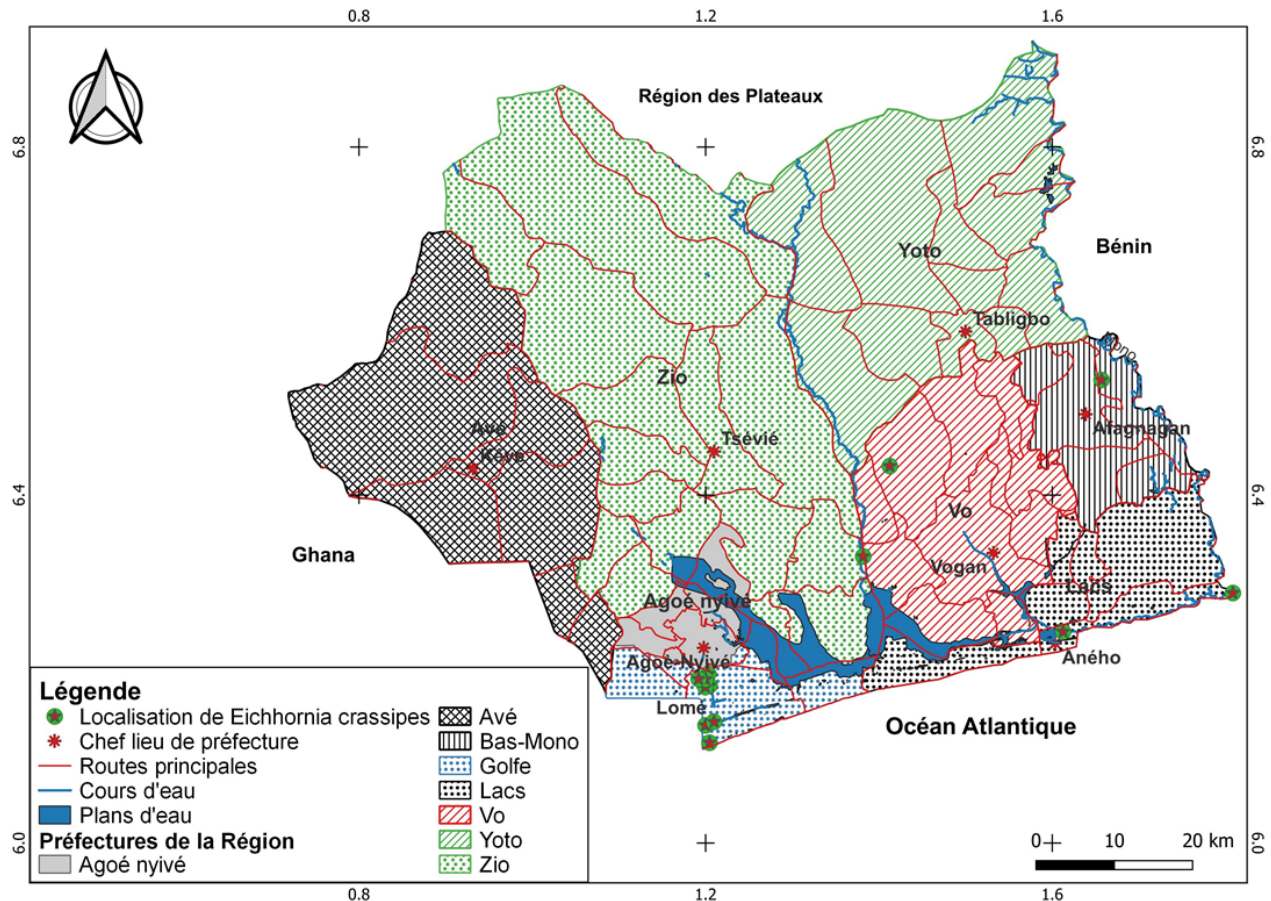 0.8 1.2 1.6
Région des Plateaux
6.8 6.8
Yoto
Bénin
Tabligbo
Mono
Zio
Avé
Kévé
Tsévié
Afagnagan
6.4 6.4
Vo
Ghana
Vogan
Lacs
Agoé nyivé
Agoè-Nyivé
Aného
Lomé
Océan Atlantique
Légende
Localisation de Eichhornia crassipes
Chef lieu de préfecture
Routes principales
Cours d'eau
Plans d'eau
Préfectures de la Région
Agoé nyivé
Avé
Bas-Mono
Golfe
Lacs
Vo
Yoto
Zio
6.0 6.0
0 10 20 km
0.8 1.2 1.6